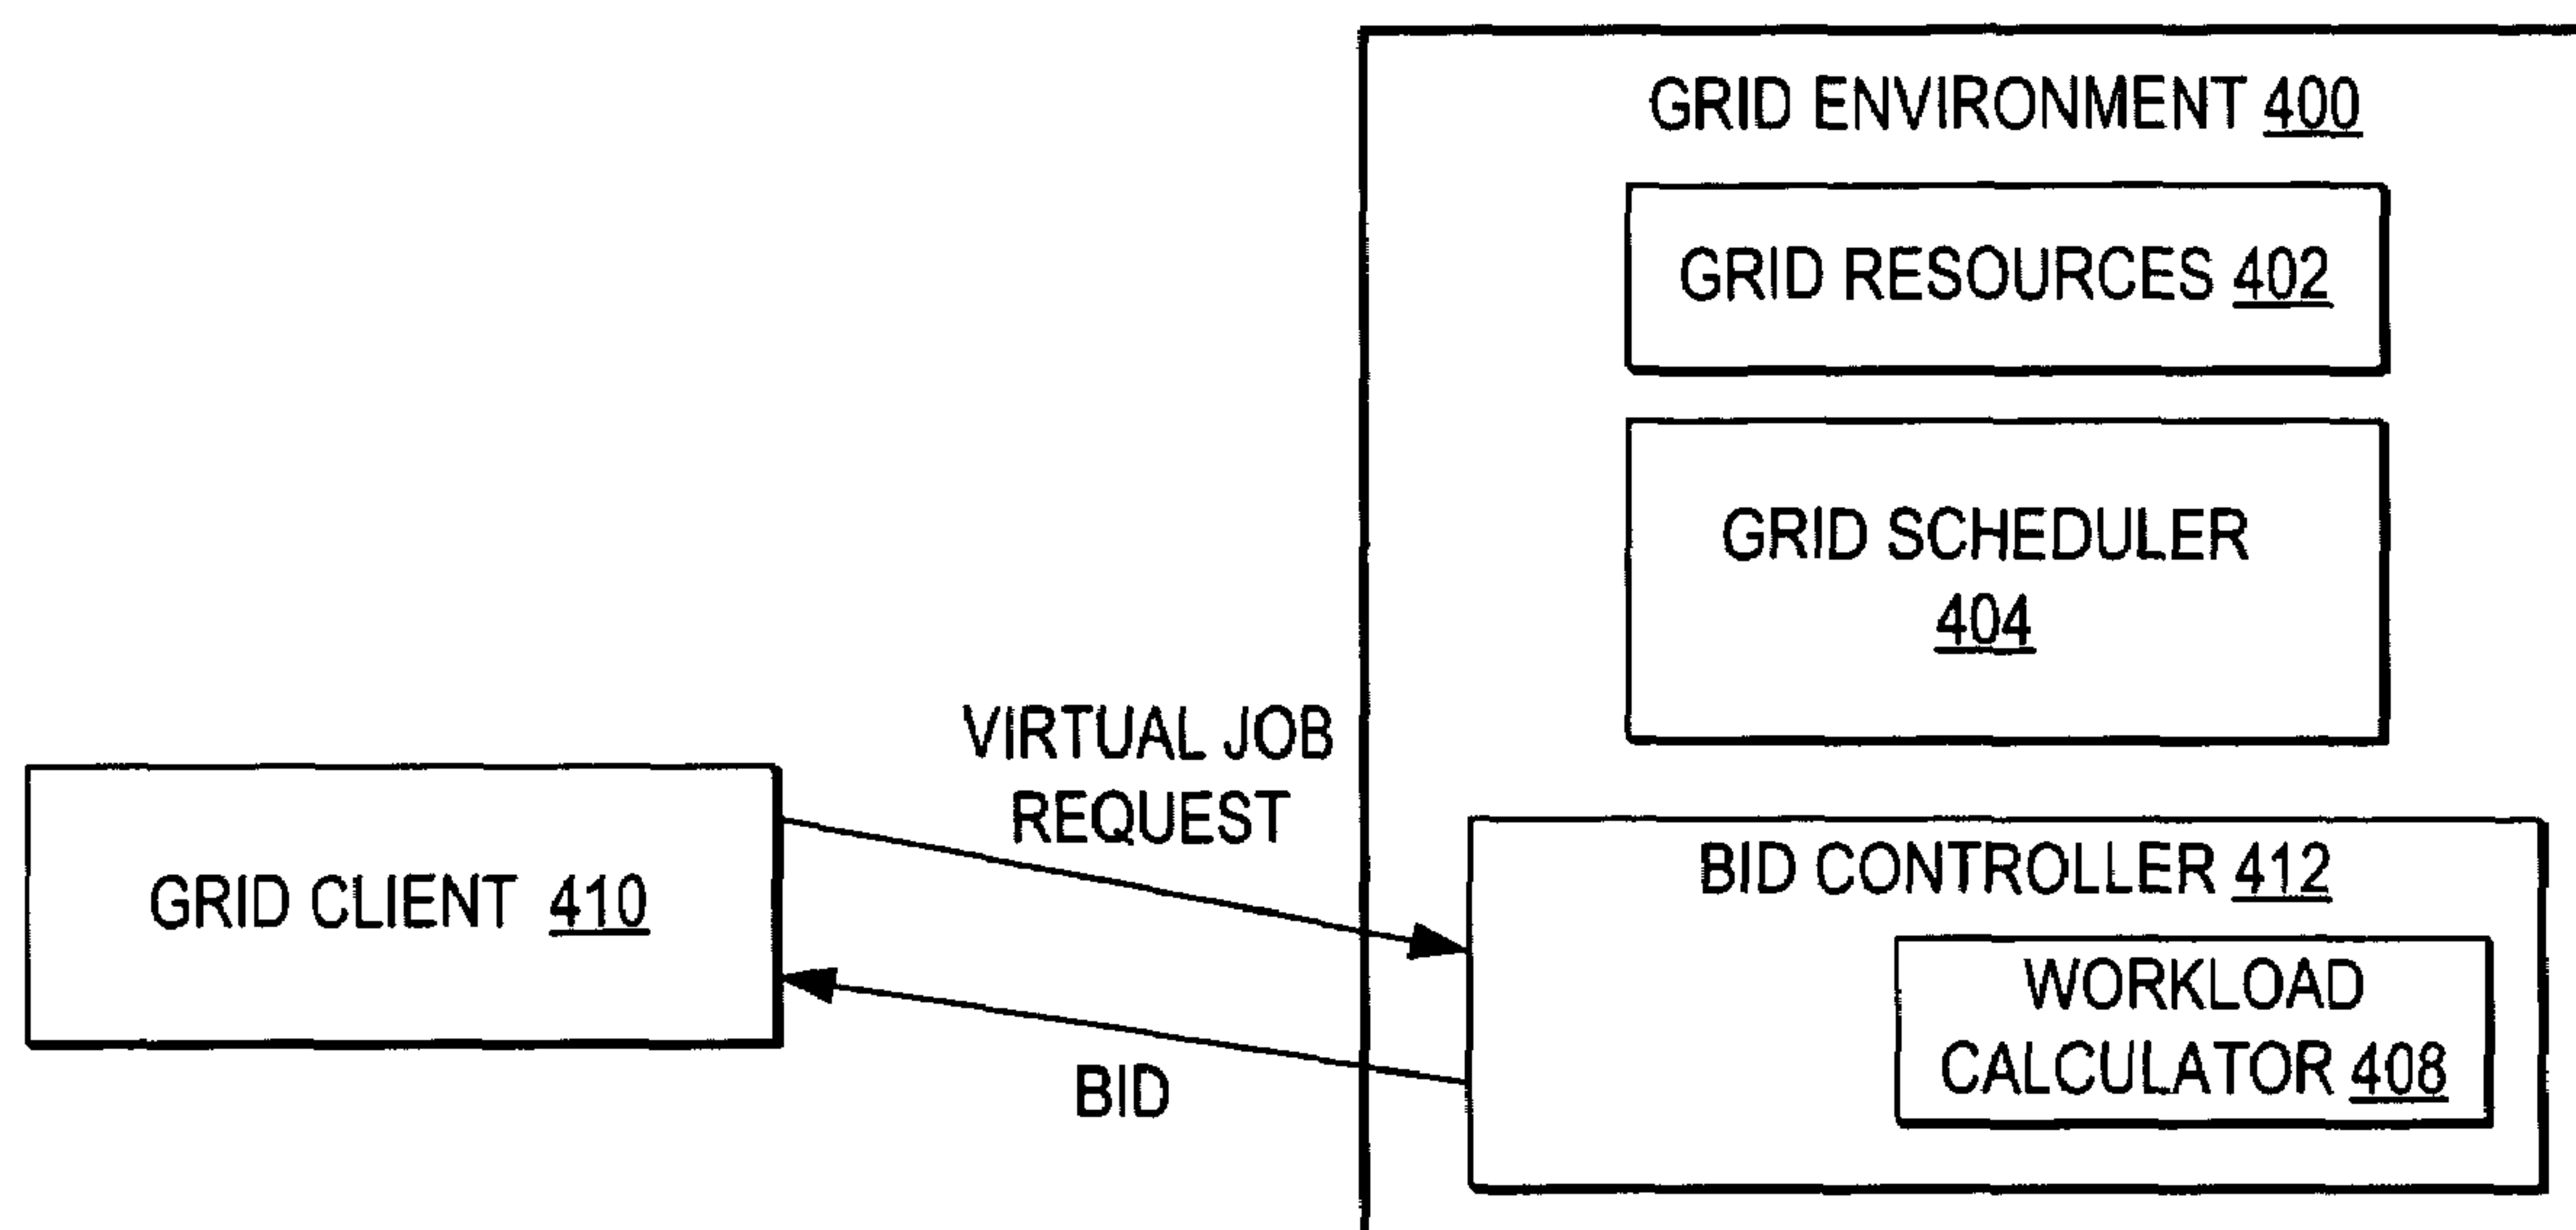 GRID ENVIRONMENT 400
GRID RESOURCES 402
GRID SCHEDULER
404
VIRTUAL JOB
REQUEST
GRID CLIENT 410
BID CONTROLLER 412
WORKLOAD
CALCULATOR 408
BID